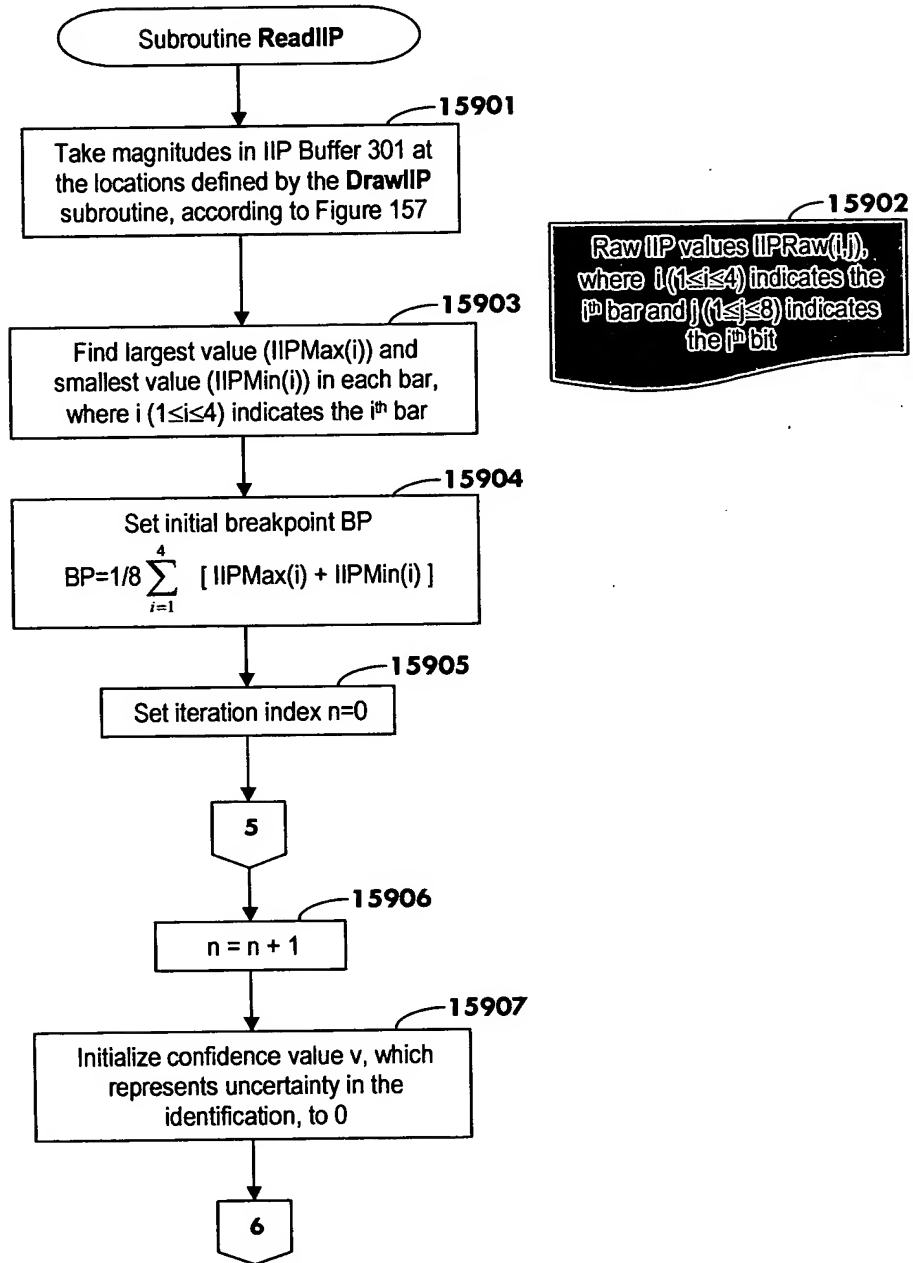 Subroutine ReadIIP
15901
Take magnitudes in IIP Buffer 301 at
the locations defined by the DrawIIP
subroutine, according to Figure 157
15902
Raw IIP values IIPRaw(i,j),
where i (1≤i≤4) indicates the
ith bar and j (1≤j≤8) indicates
the jth bit
15903
Find largest value (IIPMax(i)) and
smallest value (IIPMin(i)) in each bar,
where i (1≤i≤4) indicates the ith bar
15904
Set initial breakpoint BP
BP=1/8 4∑i=1 [ IIPMax(i) + IIPMin(i) ]
15905
Set iteration index n=0
5
15906
n = n + 1
15907
Initialize confidence value v, which
represents uncertainty in the
identification, to 0
6